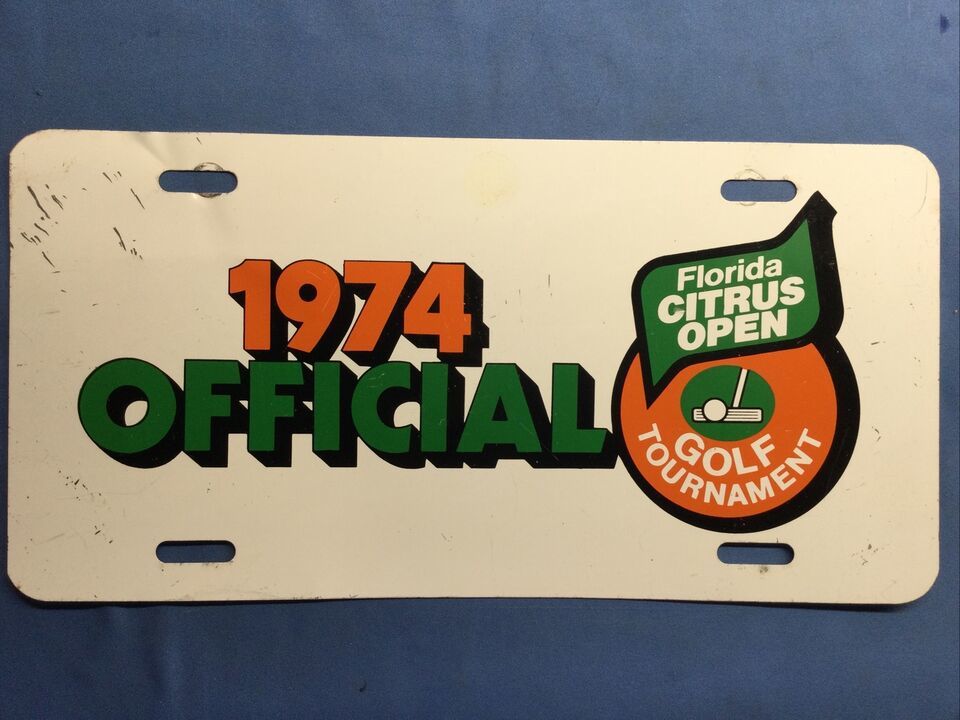 1974
OFFICIAL
Florida
CITRUS
OPEN
GOLF
TOURNAMENT